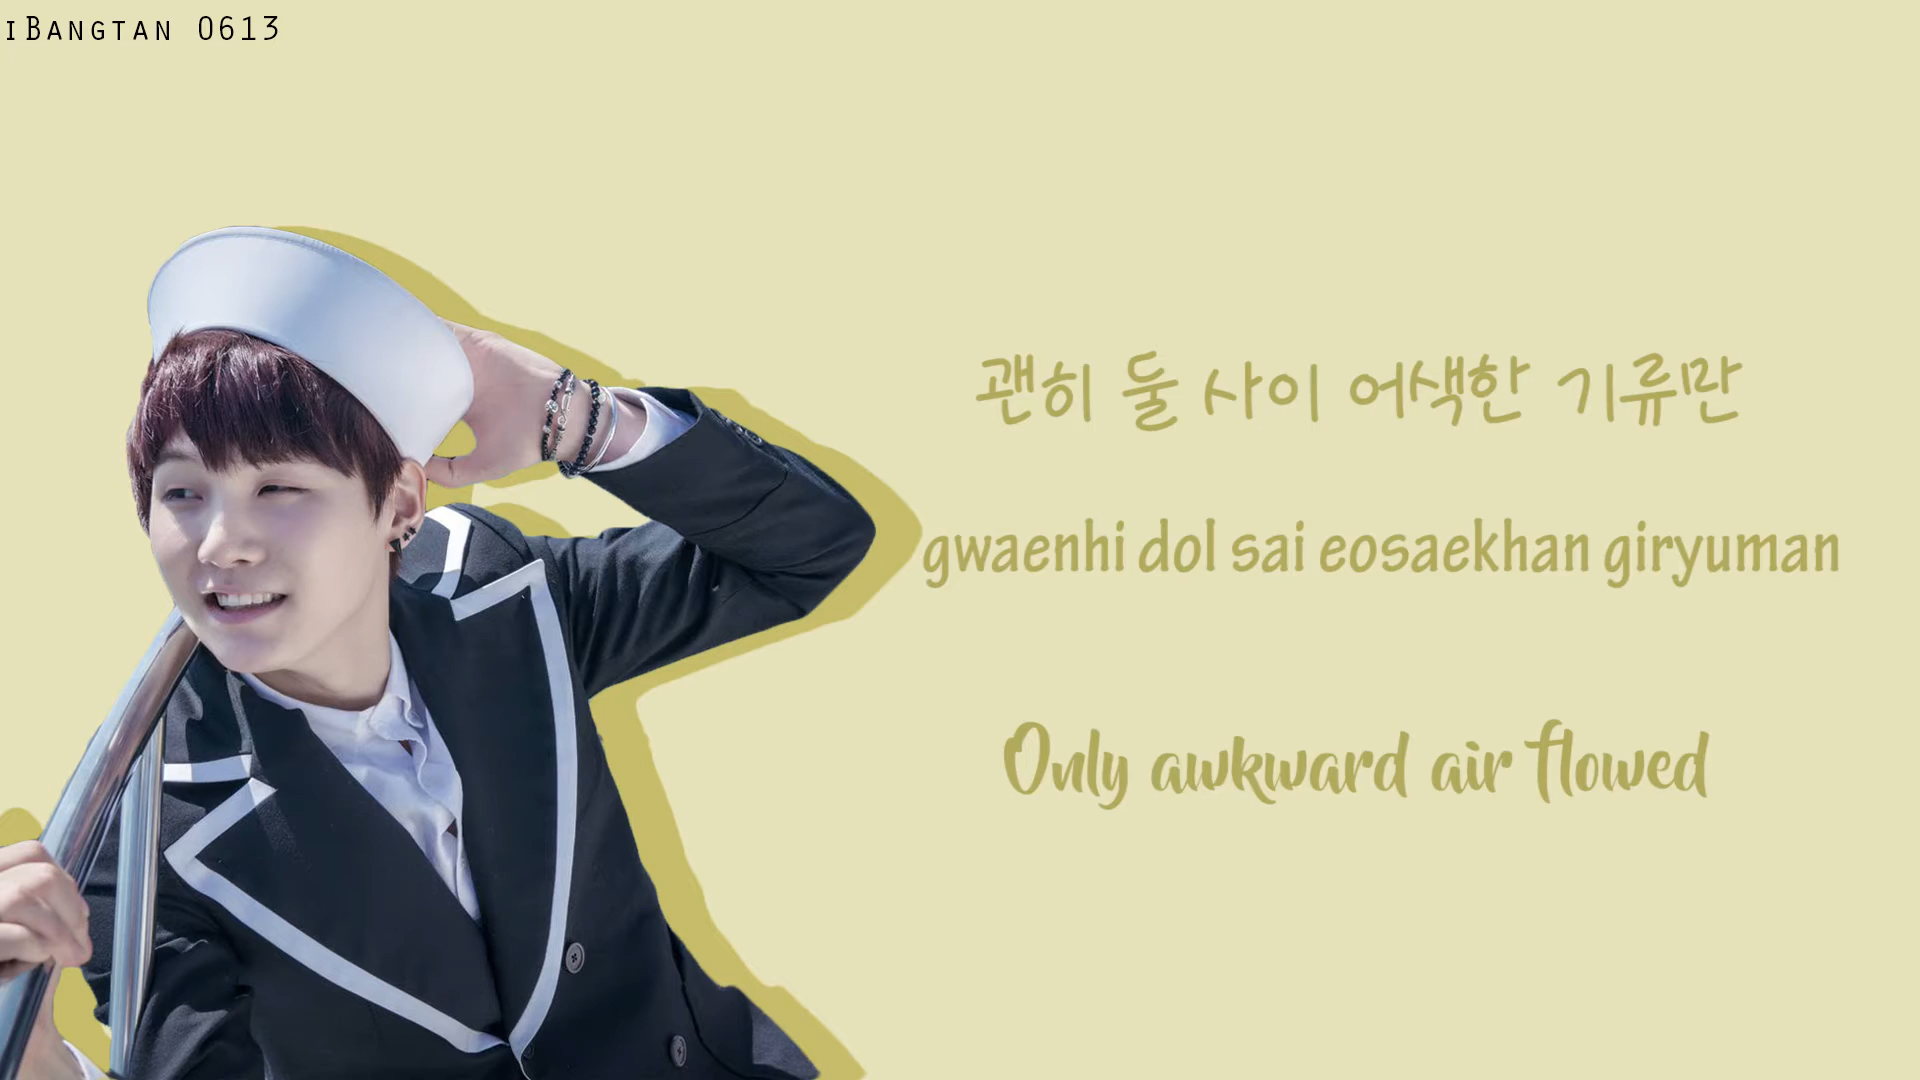 iBangtan 0613
괜히 둘 사이 어색한 기류만
gwaenhi dol sai eosaekhan giryuman
Only awkward air flowed